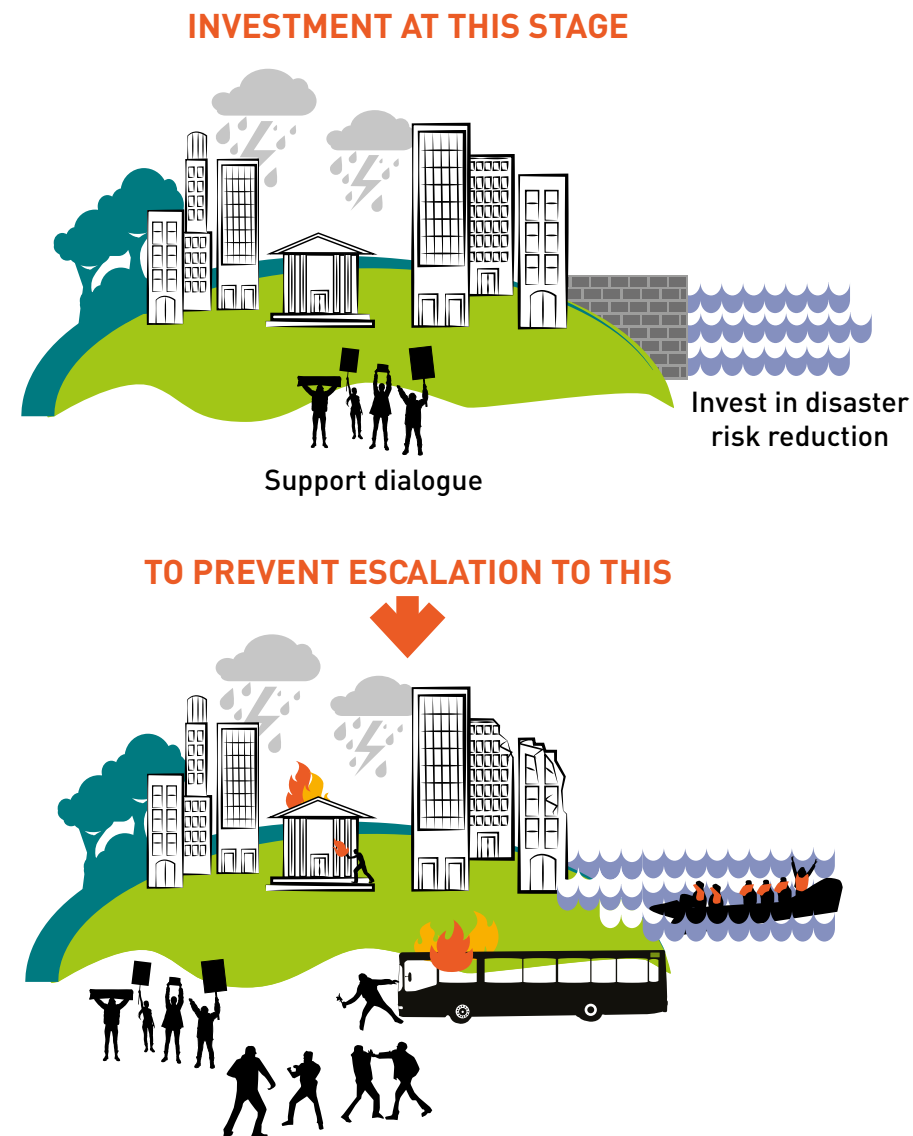 INVESTMENT AT THIS STAGE
Invest in disaster
risk reduction
Support dialogue
TO PREVENT ESCALATION TO THIS